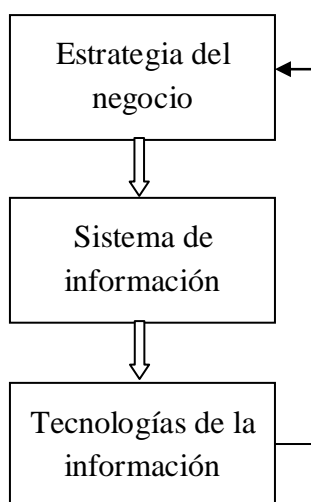 Estrategia del
negocio
Sistema de
información
Tecnologías de la
información